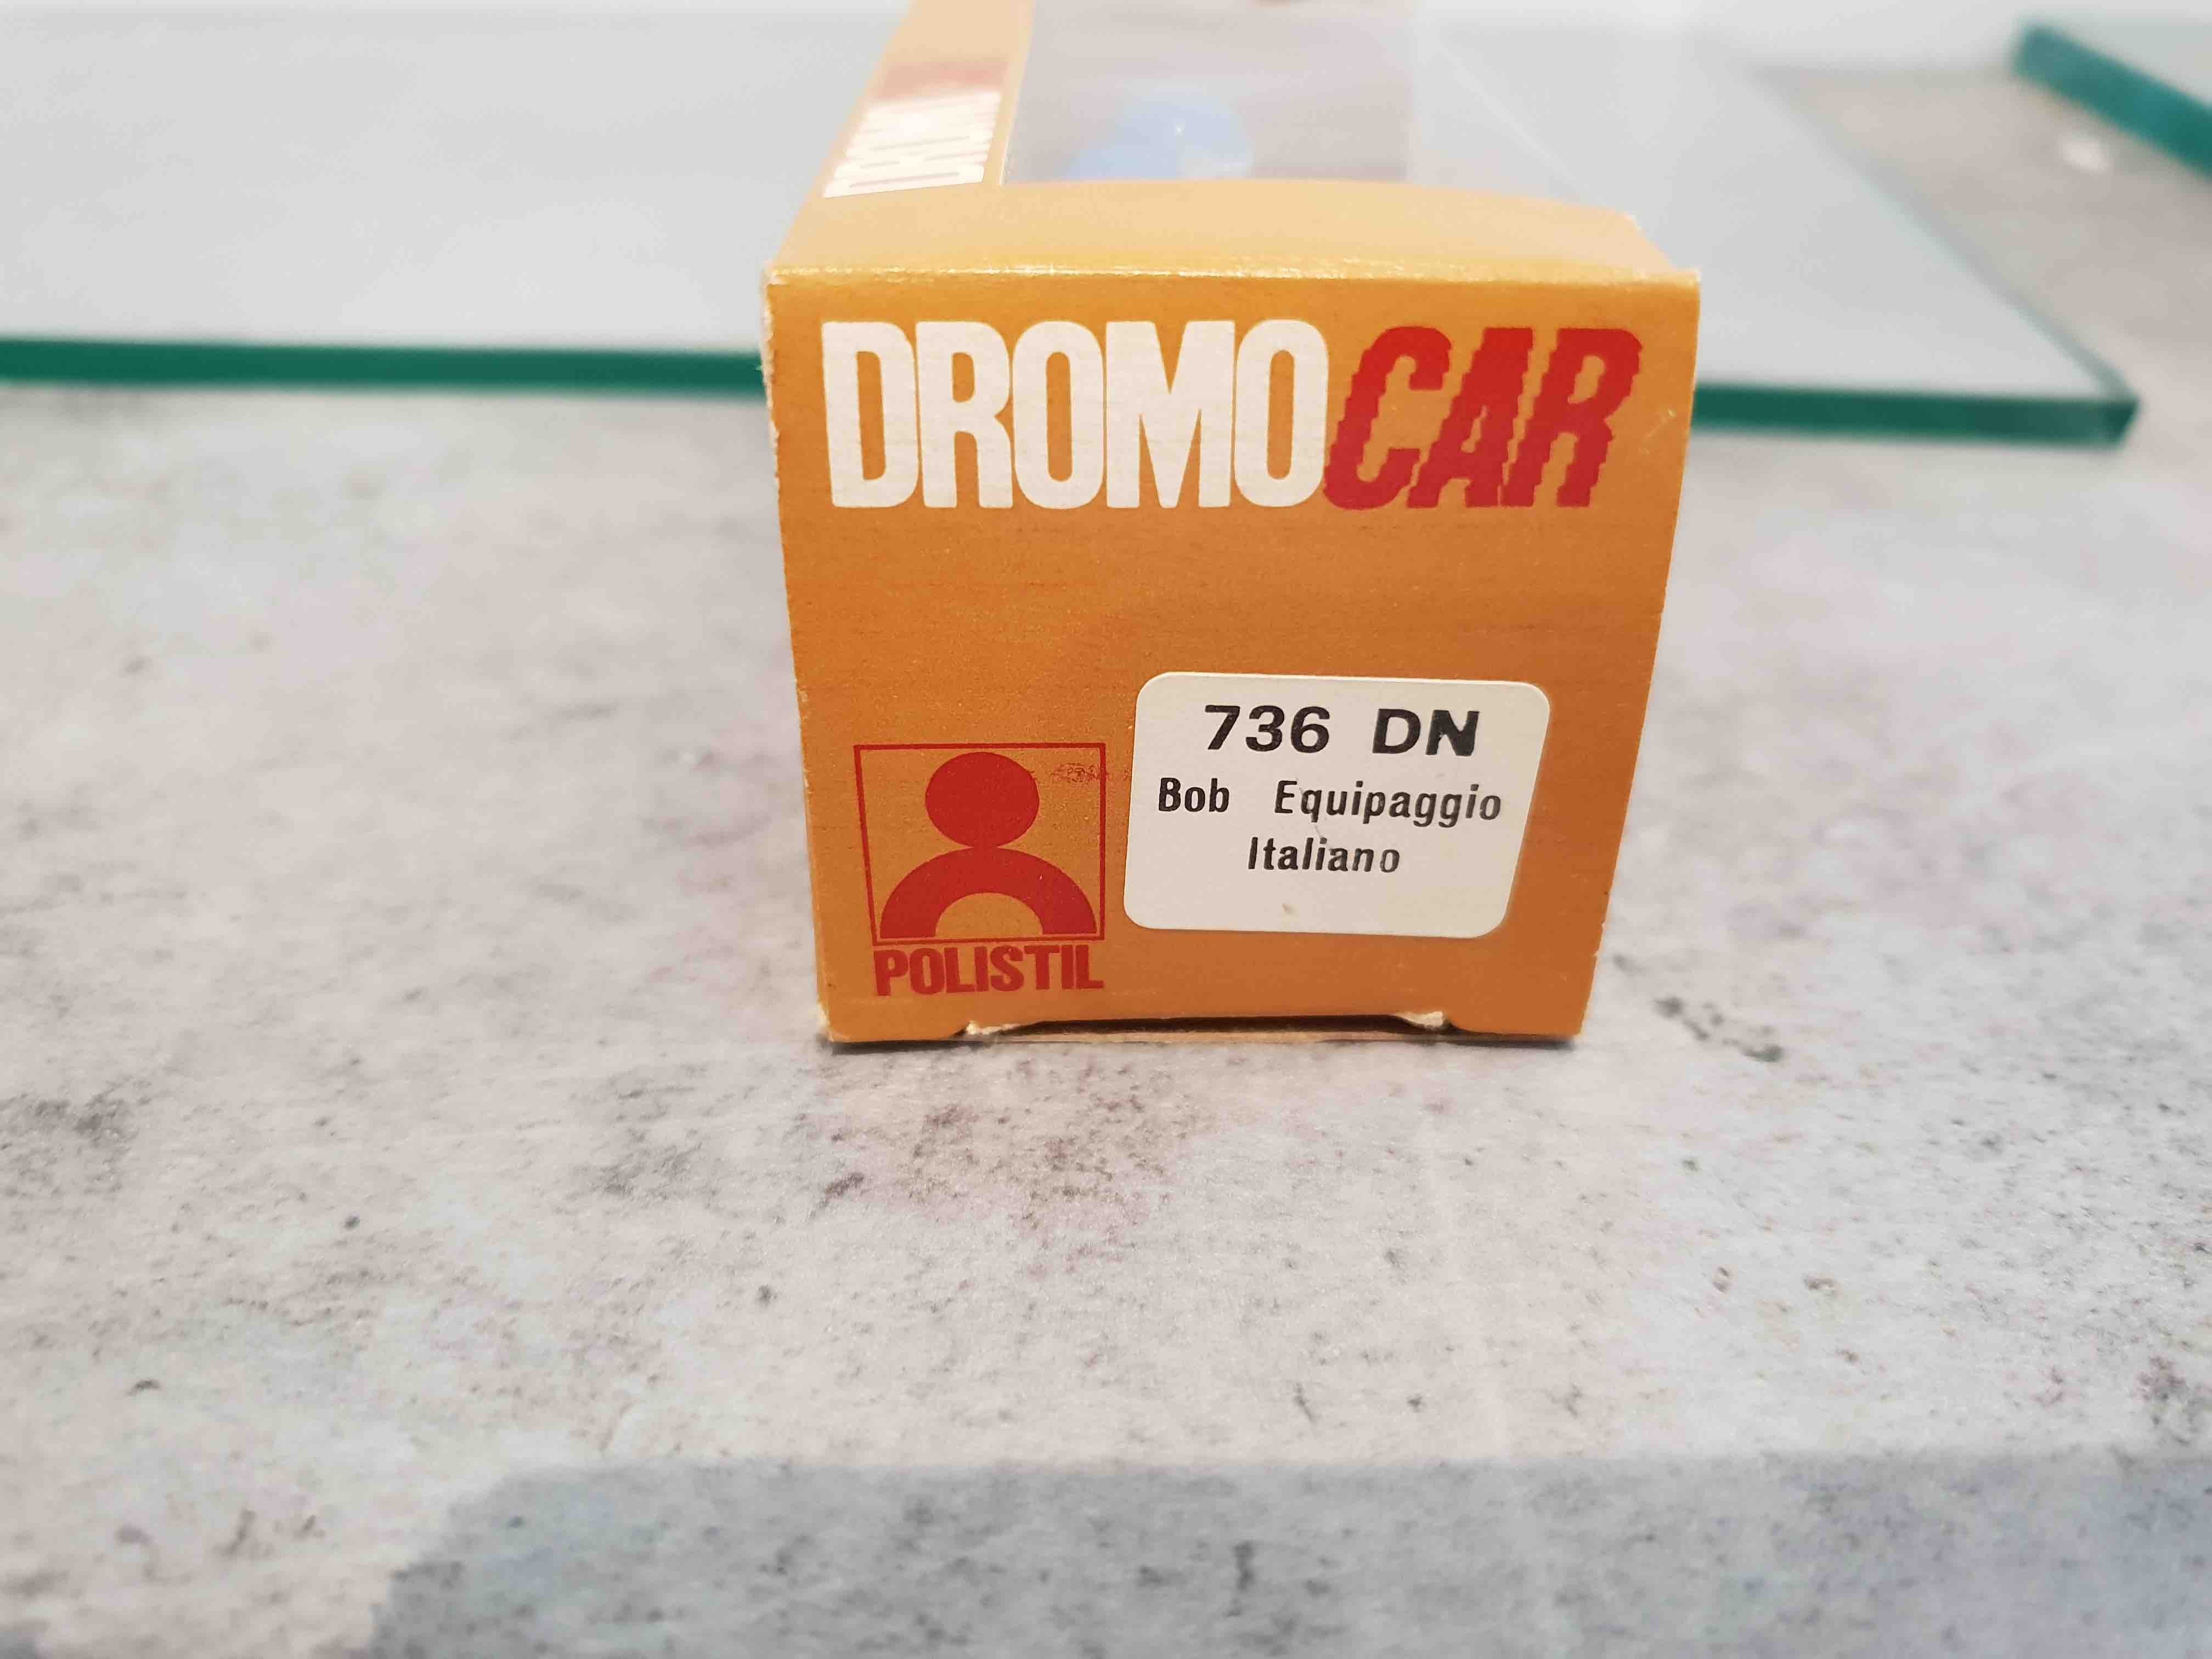 DROMOCAR
736 DN
Bob Equipaggio
Italiano
POLISTIL